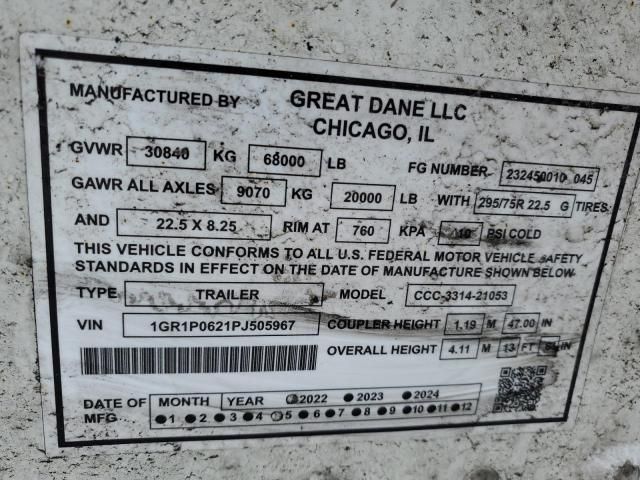 MANUFACTURED BY GREAT DANE LLC
CHICAGO, IL
GVWR 30840 KG 68000 LB FG NUMBER 232450010 045
GAWR ALL AXLES 9070 KG 20000 LB WITH 295/75R 22.5 G TIRES
AND 22.5 X 8.25 RIM AT 760 KPA 110 PSI COLD
THIS VEHICLE CONFORMS TO ALL U.S. FEDERAL MOTOR VEHICLE SAFETY
STANDARDS IN EFFECT ON THE DATE OF MANUFACTURE SHOWN BELOW
TYPE TRAILER MODEL CCC-3314-21053
VIN 1GR1P0621PJ505967 COUPLER HEIGHT 1.19 M 47.00 IN
OVERALL HEIGHT 4.11 M 13 FT IN
DATE OF MFG MONTH YEAR 2022 2023 2024
1 2 3 4 5 6 7 8 9 10 11 12